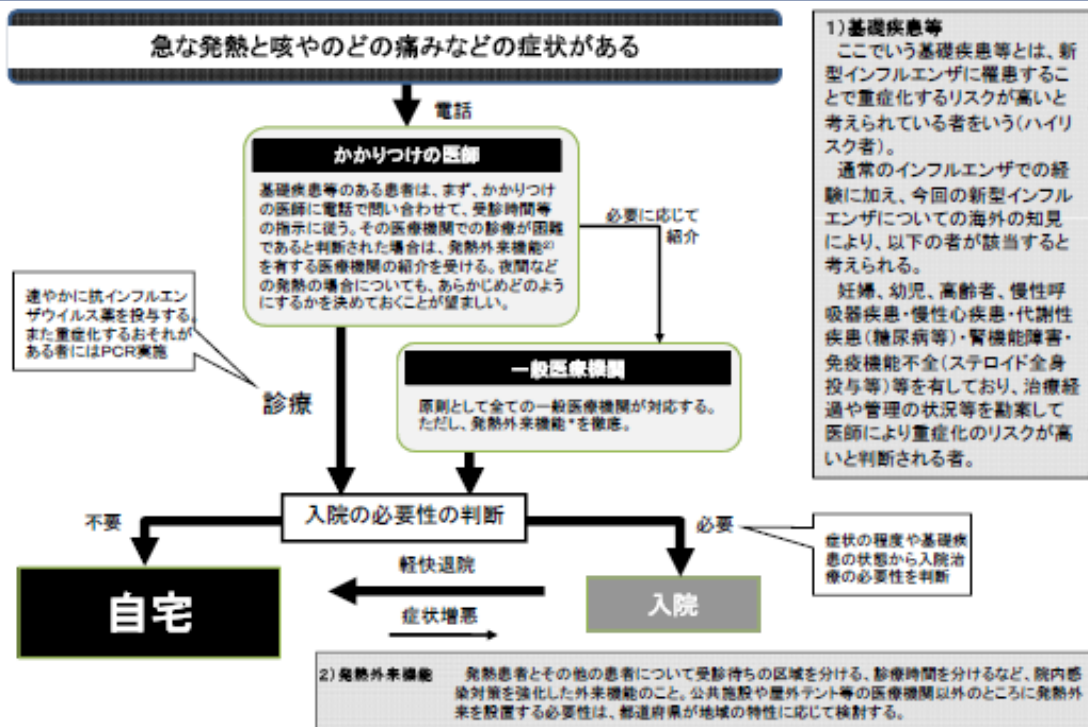 急な発熱と咳やのどの痛みなどの症状がある
電話
かかりつけの医師
基礎疾患等のある患者は、まず、かかりつけ
の医師に電話で問い合わせて、受診時間等
の指示に従う。その医療機関での診療が困難
であると判断された場合は、発熱外来機能2)
を有する医療機関の紹介を受ける。夜間など
の発熱の場合についても、あらかじめどのよう
にするかを決めておくことが望ましい。
必要に応じて
紹介
速やかに抗インフルエン
ザウイルス薬を投与する。
また重症化するおそれが
ある者にはPCR実施
診療
一般医療機関
原則として全ての一般医療機関が対応する。
ただし、発熱外来機能*を徹底。
入院の必要性の判断
不要
必要
症状の程度や基礎疾
患の状態から入院治
療の必要性を判断
自宅
軽快退院
症状増悪
入院
1)基礎疾患等
ここでいう基礎疾患等とは、新
型インフルエンザに罹患するこ
とで重症化するリスクが高いと
考えられている者をいう(ハイリ
スク者)。
通常のインフルエンザでの経
験に加え、今回の新型インフル
エンザについての海外の知見
により、以下の者が該当すると
考えられる。
妊婦、幼児、高齢者、慢性呼
吸器疾患・慢性心疾患・代謝性
疾患(糖尿病等)・腎機能障害・
免疫機能不全(ステロイド全身
投与等)等を有しており、治療経
過や管理の状況等を勘案して
医師により重症化のリスクが高
いと判断される者。
2)発熱外来機能 発熱患者とその他の患者について受診待ちの区域を分ける、診療時間を分けるなど、院内感
染対策を強化した外来機能のこと。公共施設や屋外テント等の医療機関以外のところに発熱外
来を設置する必要性は、都道府県が地域の特性に応じて検討する。